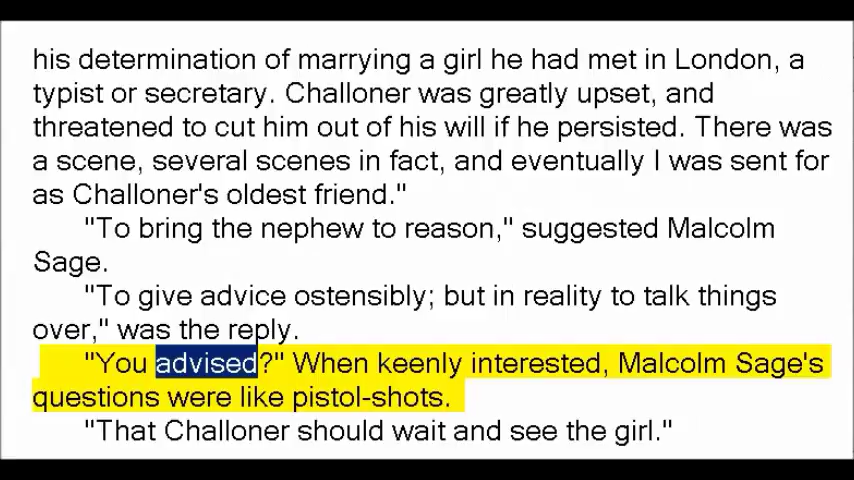 his determination of marrying a girl he had met in London, a
typist or secretary. Challoner was greatly upset, and
threatened to cut him out of his will if he persisted. There was
a scene, several scenes in fact, and eventually I was sent for
as Challoner's oldest friend."
"To bring the nephew to reason," suggested Malcolm
Sage.
"To give advice ostensibly; but in reality to talk things
over," was the reply.
"You advised?" When keenly interested, Malcolm Sage's
questions were like pistol-shots.
"That Challoner should wait and see the girl."